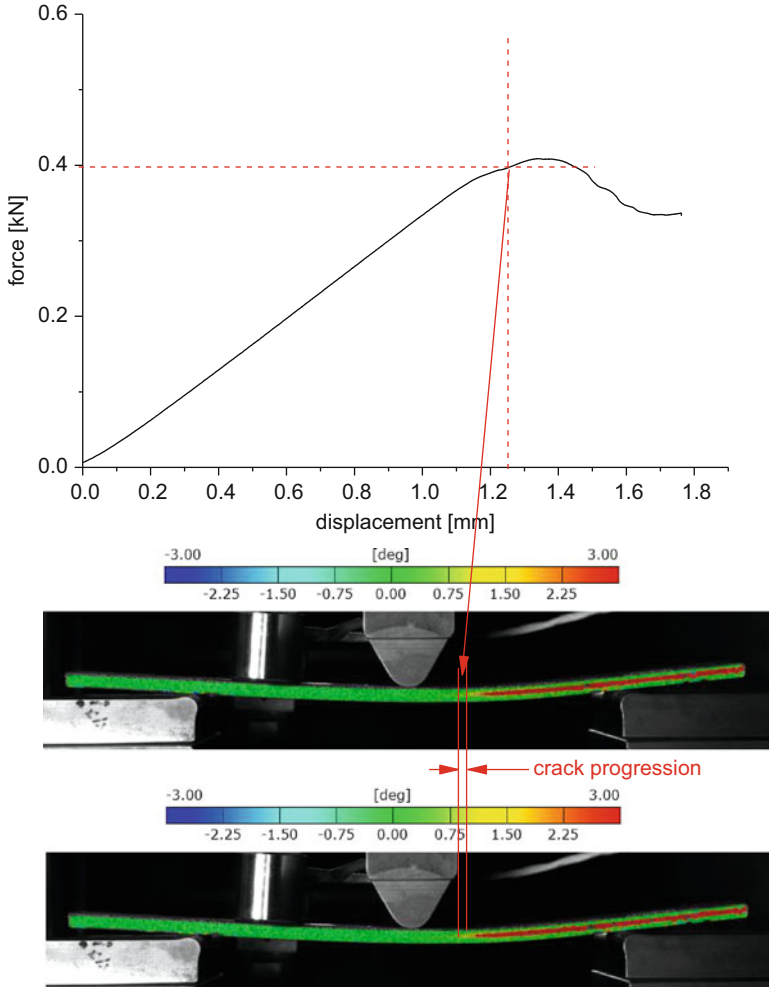 0.6
0.4
0.2
0.0
force [kN]
0.0 0.2 0.4 0.6 0.8 1.0 1.2 1.4 1.6 1.8
displacement [mm]
-3.00 [deg] 3.00
-2.25 -1.50 -0.75 0.00 0.75 1.50 2.25
crack progression
-3.00 [deg] 3.00
-2.25 -1.50 -0.75 0.00 0.75 1.50 2.25